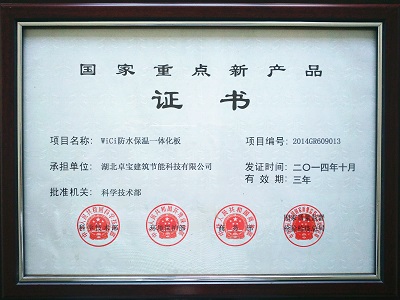 国家重点新产品
证书
项目名称: WiCi防水保温一体化板 项目编号: 2014GR609013
承担单位: 湖北卓宝建筑节能科技有限公司 发证时间: 二〇一四年十月
有效期: 三年
批准机关: 科学技术部